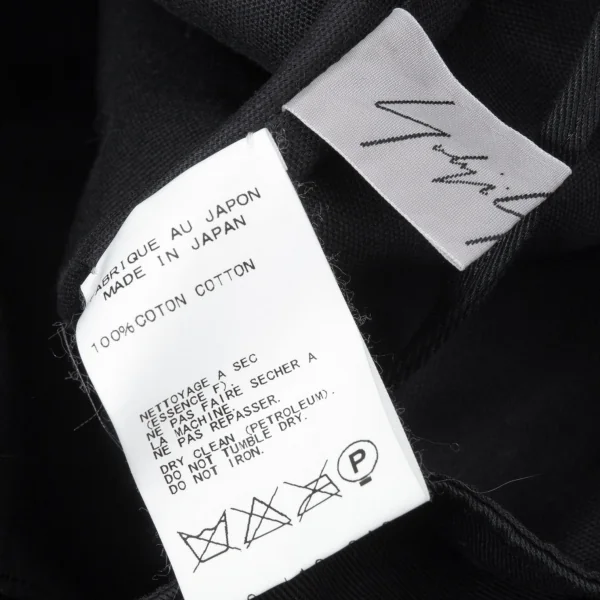 FABRIQUE AU JAPON
MADE IN JAPAN
100% COTON COTTON
NETTOYAGE A SEC
(ESSENCE F).
NE PAS FAIRE SECHER A
LA MACHINE.
NE PAS REPASSER.
DRY CLEAN (PETROLEUM).
DO NOT TUMBLE DRY.
DO NOT IRON.
P